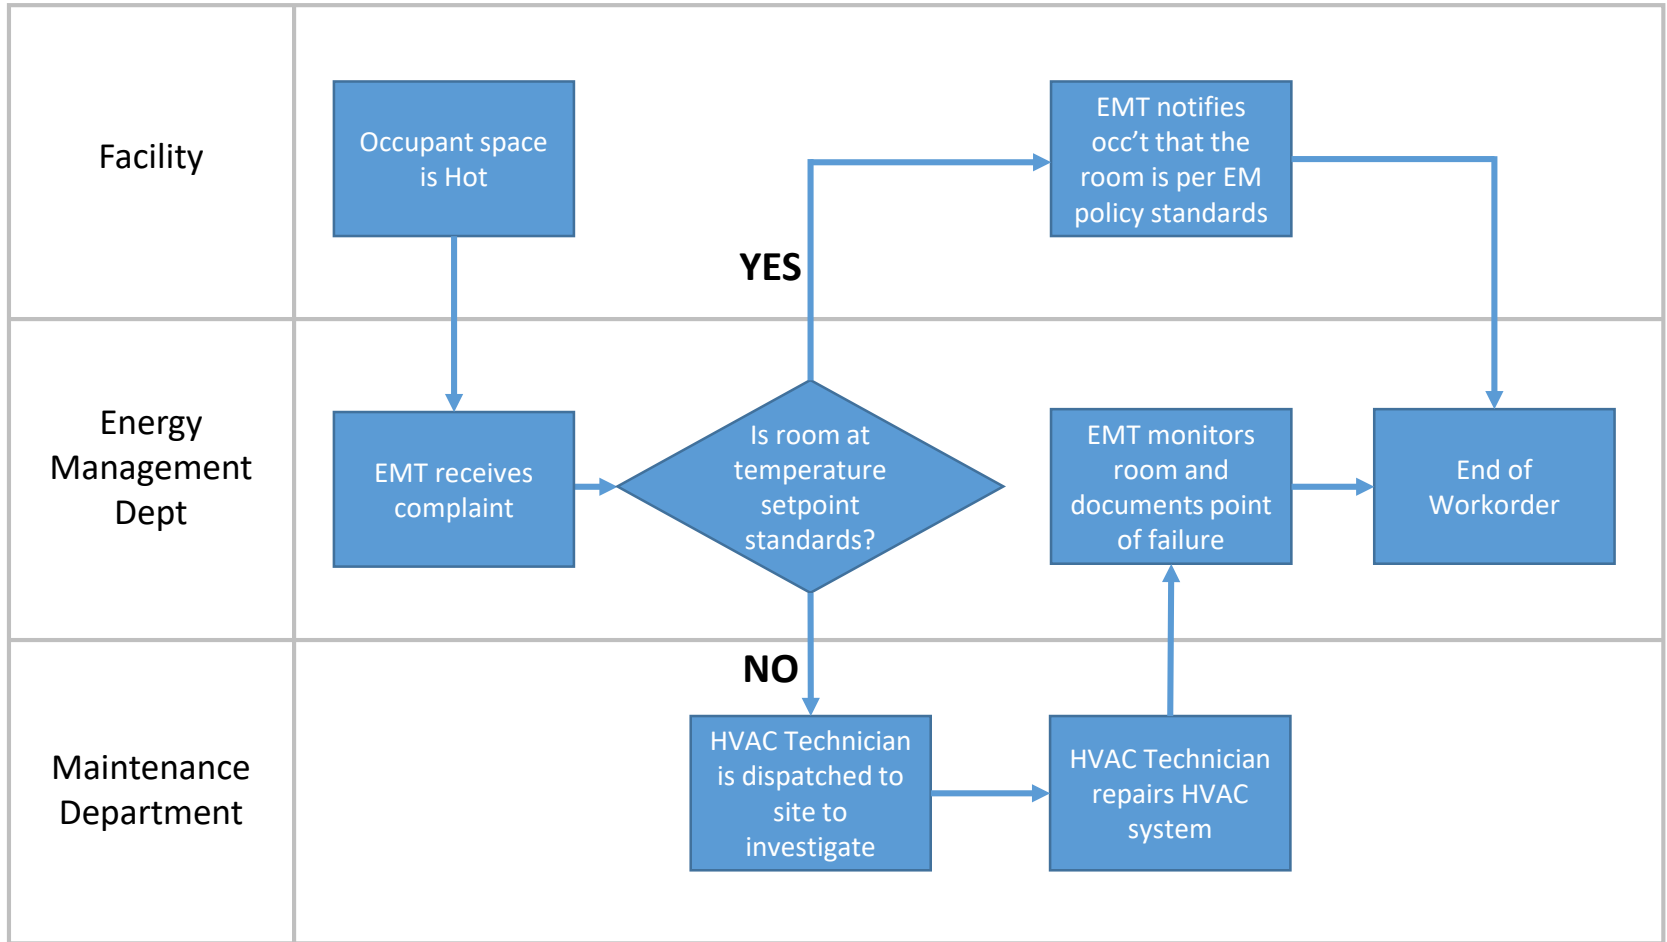 Facility
Occupant space
is Hot
EMT notifies
occ’t that the
room is per EM
policy standards
YES
Energy
Management
Dept
EMT receives
complaint
Is room at
temperature
setpoint
standards?
EMT monitors
room and
documents point
of failure
End of
Workorder
NO
Maintenance
Department
HVAC Technician
is dispatched to
site to
investigate
HVAC Technician
repairs HVAC
system